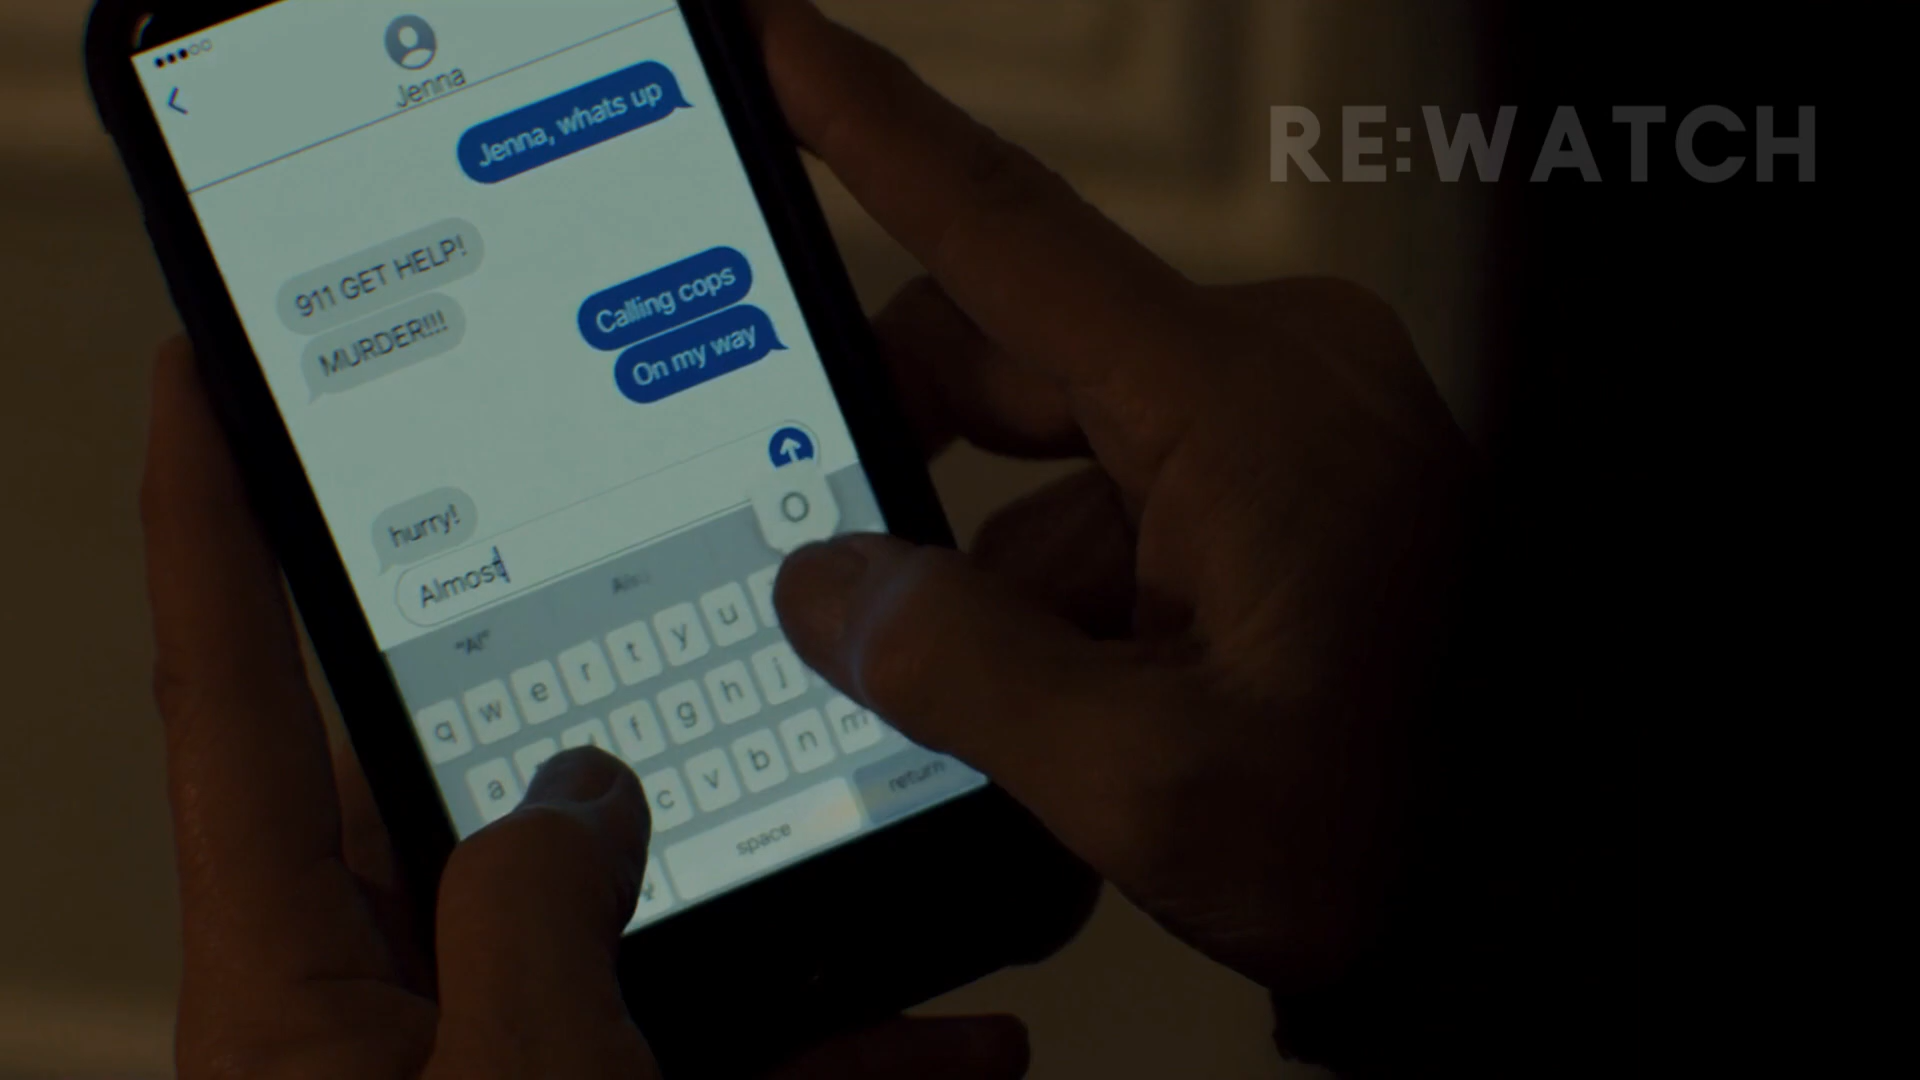 RE:WATCH
Jenna
Jenna, whats up
911 GET HELP!
MURDER!!!
Calling cops
On my way
hurry!
Almost
O
"Al"
q w e r t y u
a f g h j
c v b n m
space
return